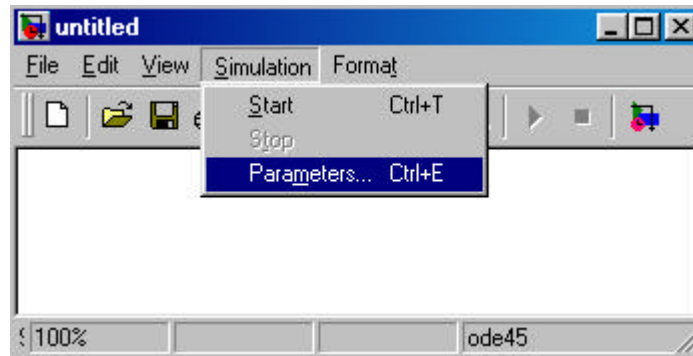 untitled
File Edit View Simulation Format
Start Ctrl+T
Stop
Parameters... Ctrl+E
100% ode45